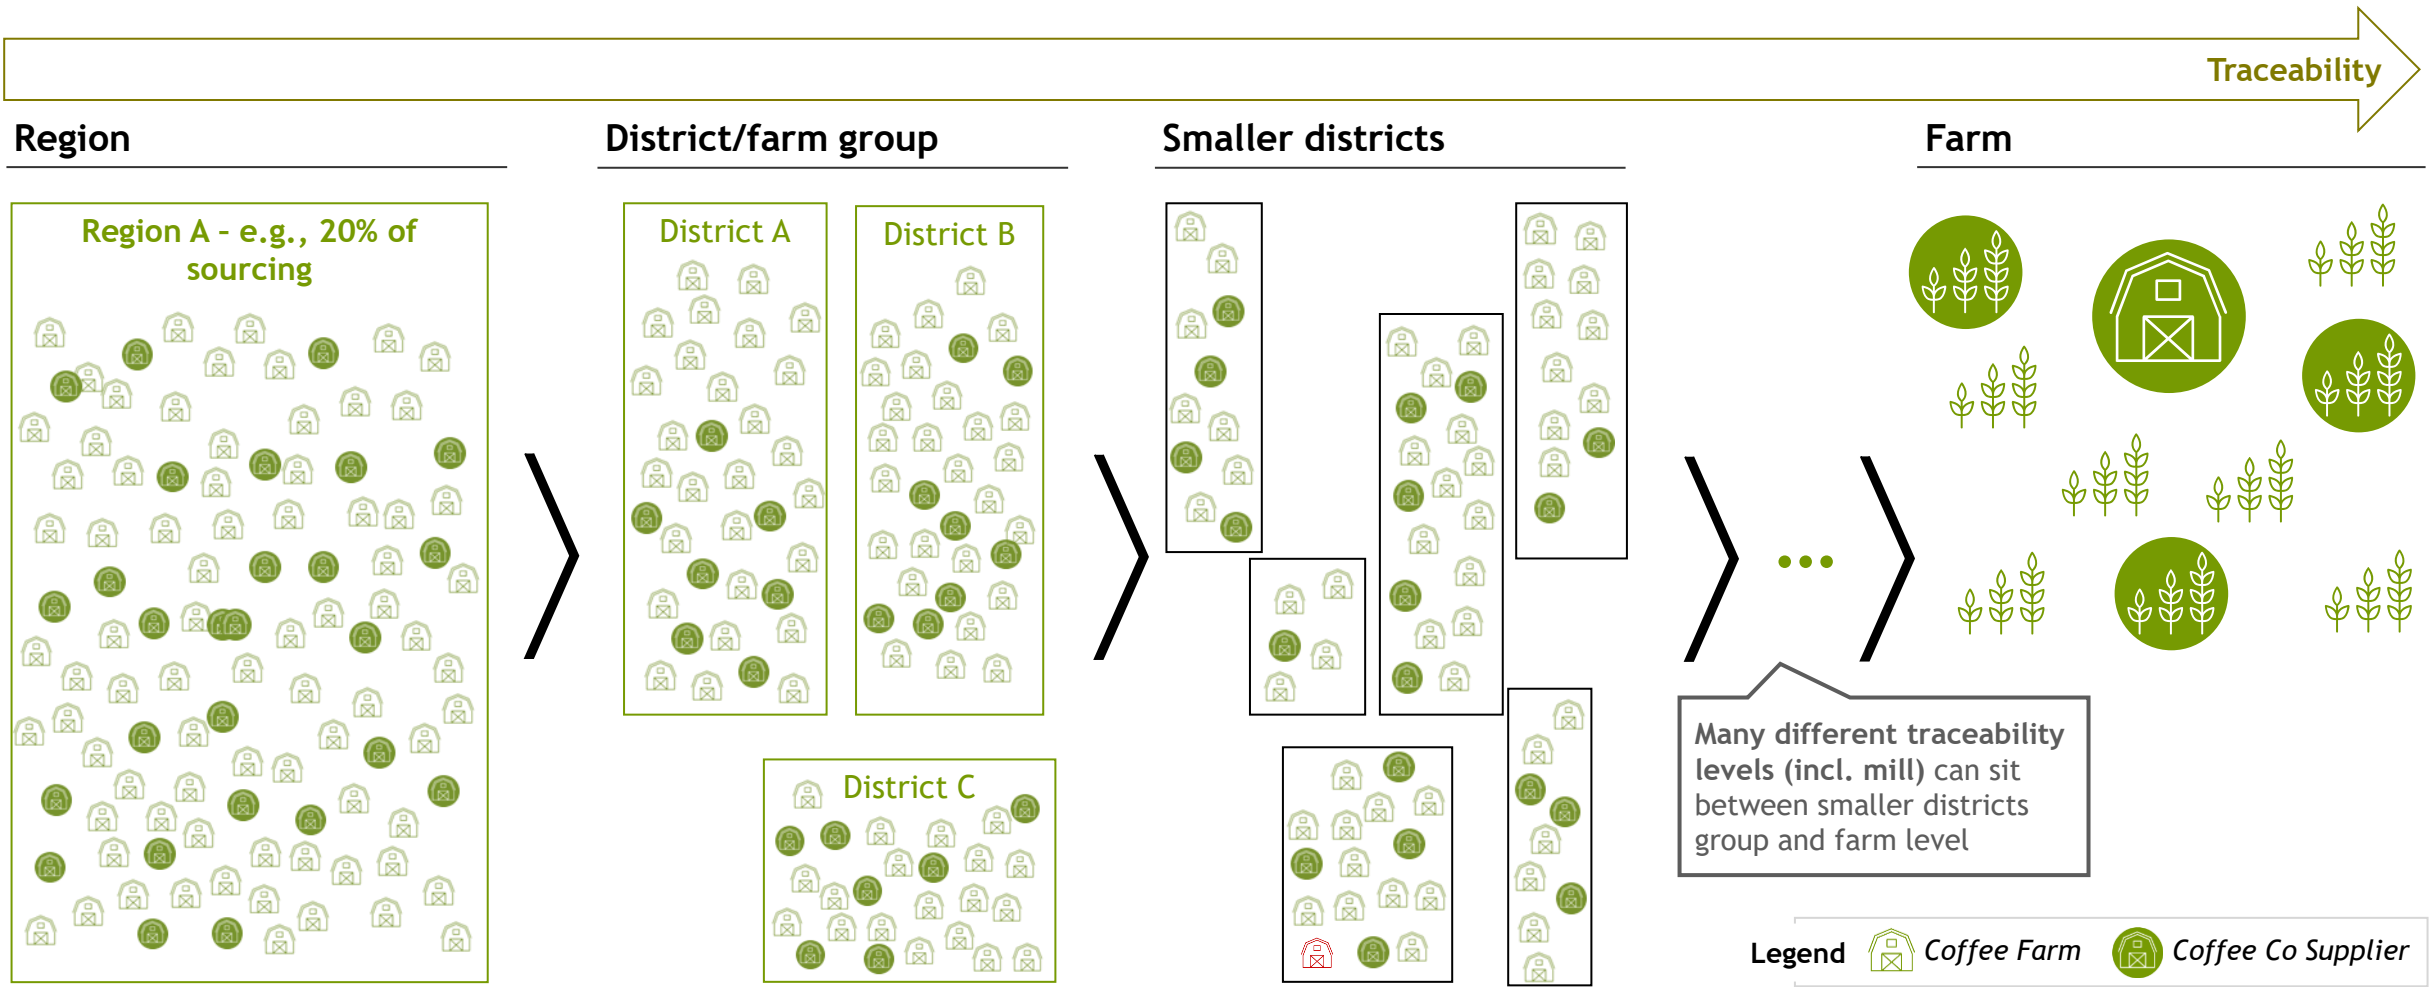 Traceability
Region
District/farm group
Smaller districts
Farm
Region A – e.g., 20% of
sourcing
District A
District B
District C
Many different traceability
levels (incl. mill) can sit
between smaller districts
group and farm level
Legend
Coffee Farm
Coffee Co Supplier